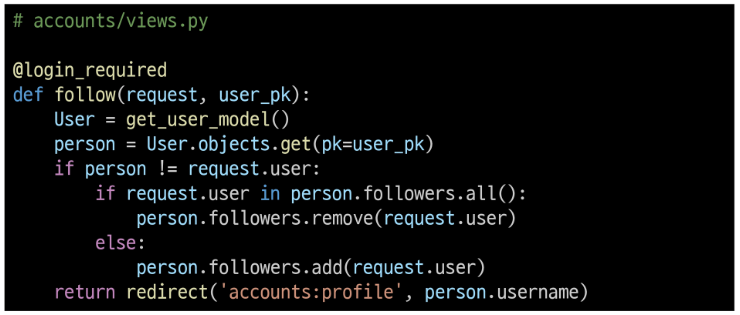 # accounts/views.py

@login_required
def follow(request, user_pk):
    User = get_user_model()
    person = User.objects.get(pk=user_pk)
    if person != request.user:
        if request.user in person.followers.all():
            person.followers.remove(request.user)
        else:
            person.followers.add(request.user)
    return redirect('accounts:profile', person.username)